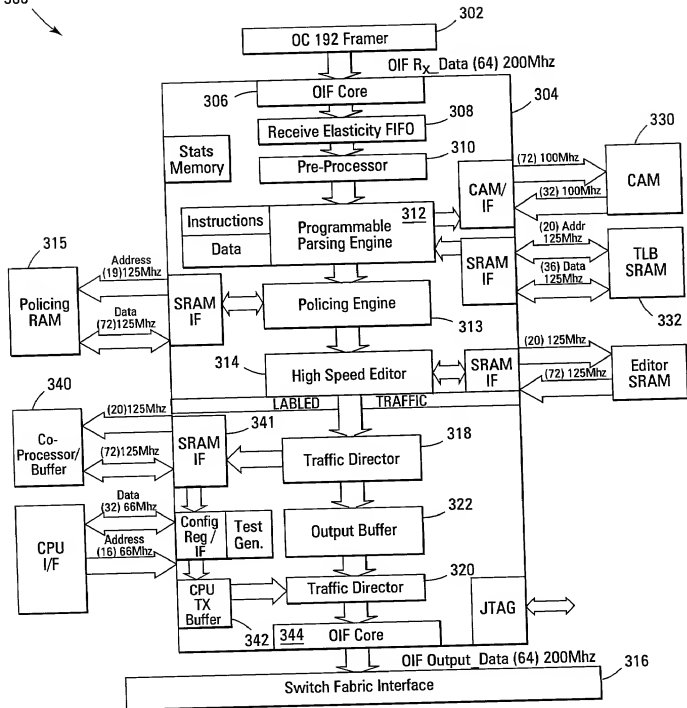 302
OC 192 Framer
OIF RX_Data (64) 200Mhz
306
OIF Core
304
308
Receive Elasticity FIFO
330
Stats
Memory
310
Pre-Processor
(72) 100Mhz
CAM/
IF
CAM
(32) 100Mhz
Instructions
Data
312
Programmable
Parsing Engine
315
(20) Addr
125Mhz
TLB
SRAM
(36) Data
125Mhz
SRAM
IF
332
Address
(19)125Mhz
Policing
RAM
Data
(72)125Mhz
SRAM
IF
Policing Engine
313
314
High Speed Editor
SRAM
IF
(20) 125Mhz
(72) 125Mhz
Editor
SRAM
LABLED
TRAFFIC
340
(20)125Mhz
341
318
Co-
Processor/
Buffer
(72)125Mhz
SRAM
IF
Traffic Director
Data
(32) 66Mhz
322
CPU
I/F
Address
(16) 66Mhz
Config
Reg /
IF
Test
Gen.
Output Buffer
320
CPU
TX
Buffer
Traffic Director
342
JTAG
344
OIF Core
OIF Output_Data (64) 200Mhz
316
Switch Fabric Interface